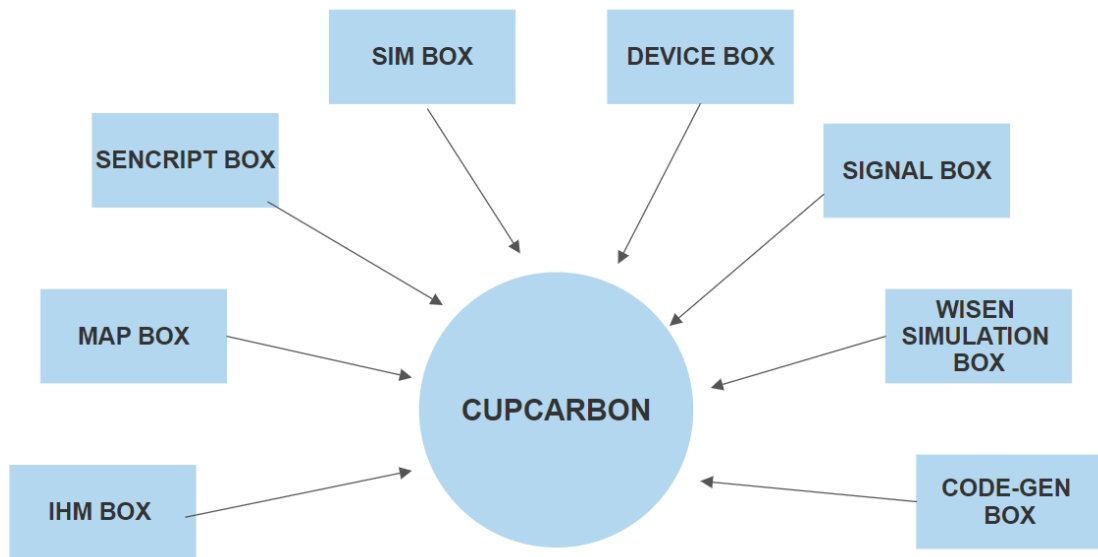 SIM BOX
DEVICE BOX
SENCRIPT BOX
SIGNAL BOX
MAP BOX
WISEN
SIMULATION
BOX
CUPCARBON
IHM BOX
CODE-GEN
BOX